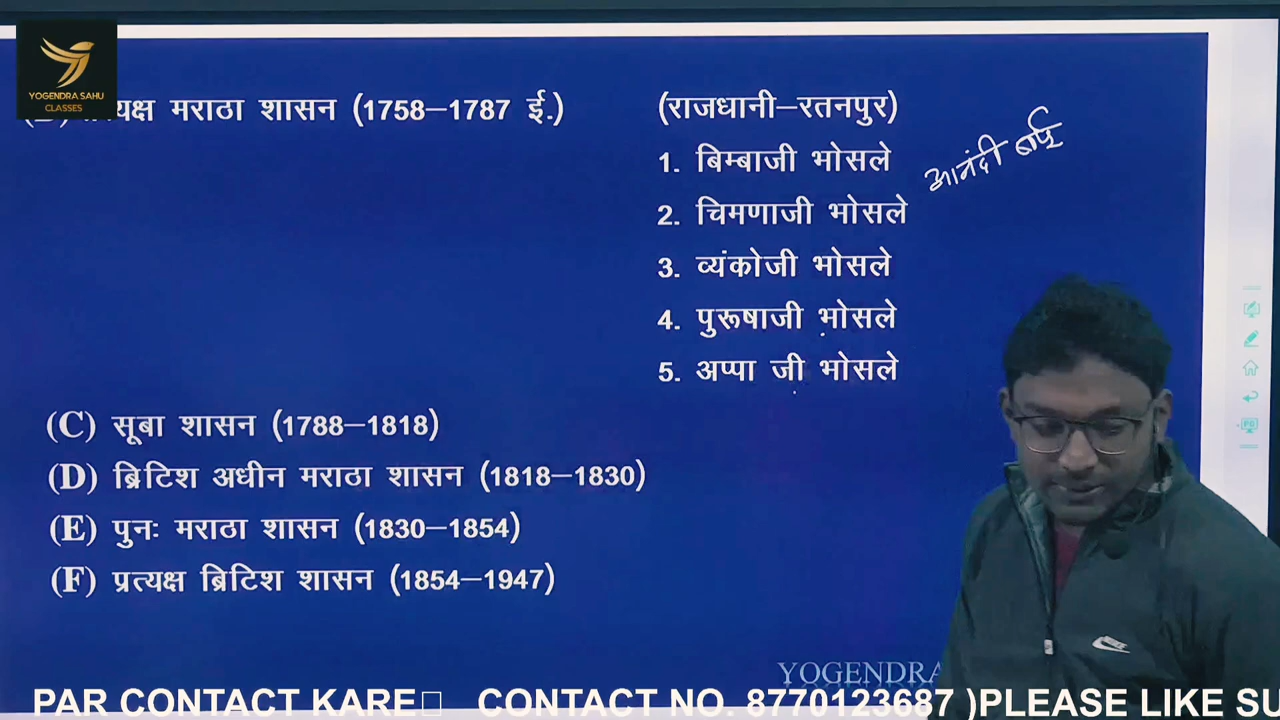 YOGENDRA SAHU
CLASSES
मराठा शासन (1758–1787 ई.)
(राजधानी–रतनपुर)
1. बिम्बाजी भोसले
आनंदी बाई
2. चिमणाजी भोसले
3. व्यंकोजी भोसले
4. पुरूषाजी भोसले
5. अप्पा जी भोसले
(C) सूबा शासन (1788–1818)
(D) ब्रिटिश अधीन मराठा शासन (1818–1830)
(E) पुनः मराठा शासन (1830–1854)
(F) प्रत्यक्ष ब्रिटिश शासन (1854–1947)
YOGENDRA
PAR CONTACT KARE CONTACT NO. 8770123687 )PLEASE LIKE SU